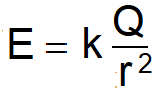 E = k Q / r²